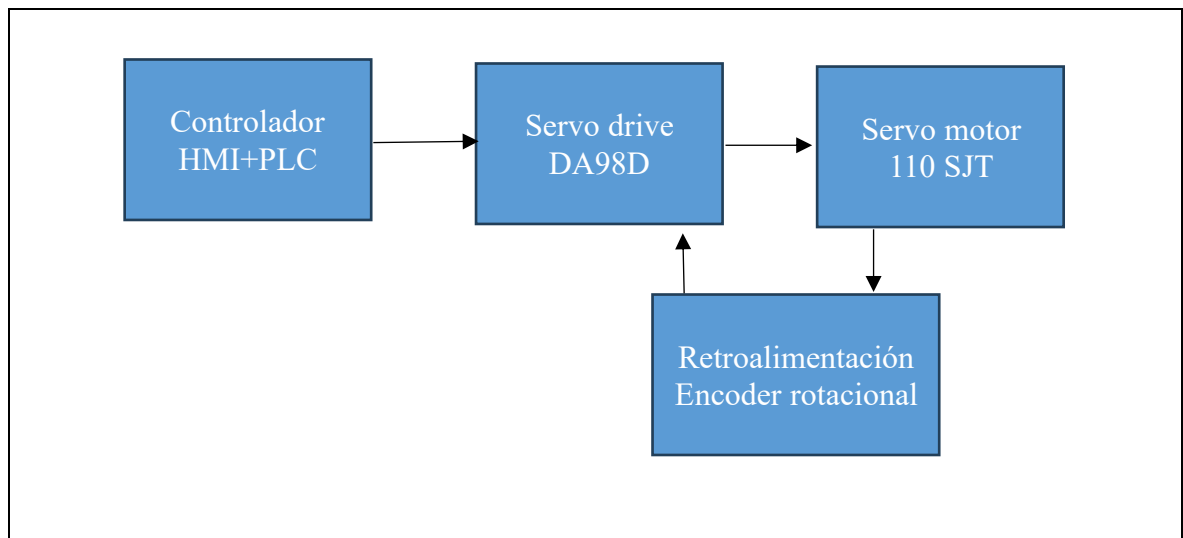 Controlador
HMI+PLC
Servo drive
DA98D
Servo motor
110 SJT
Retroalimentación
Encoder rotacional